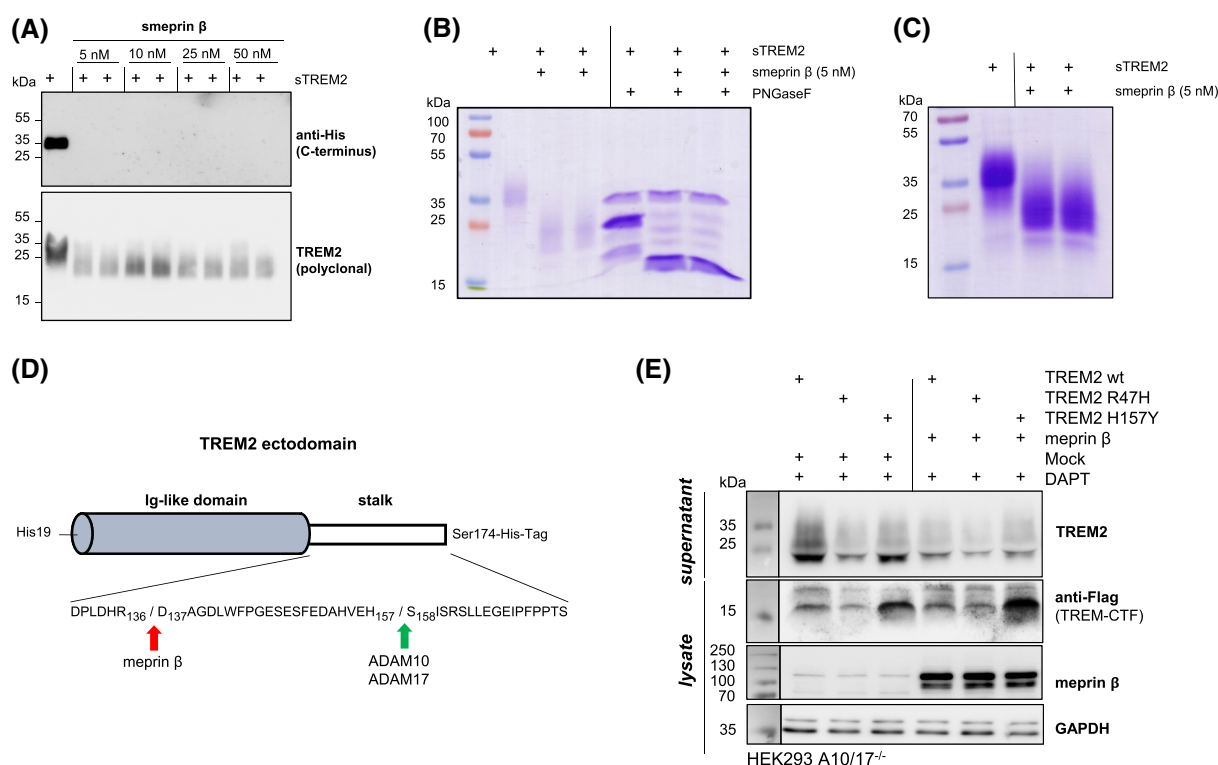 (A)
smeprin β
5 nM 10 nM 25 nM 50 nM
kDa + + + + + + + + + sTREM2
55
35
25
anti-His
(C-terminus)
55
35
25
15
TREM2
(polyclonal)
(B)
+ + + + + + sTREM2
+ + + + smeprin β (5 nM)
+ + + PNGaseF
kDa
100
70
55
35
25
15
(C)
+ + + sTREM2
+ + smeprin β (5 nM)
kDa
70
55
35
25
15
(D)
TREM2 ectodomain
Ig-like domain stalk
His19 Ser174-His-Tag
DPLDHR136 / D137AGDLWFPGESESFEDAHVEH157 / S158ISRSLLEGEIPFPPTS
meprin β
ADAM10
ADAM17
(E)
+ + TREM2 wt
+ + TREM2 R47H
+ + TREM2 H157Y
+ + + meprin β
+ + + Mock
kDa + + + + + + DAPT
supernatant
35
25
TREM2
lysate
15
anti-Flag
(TREM-CTF)
250
130
100
70
meprin β
35
GAPDH
HEK293 A10/17-/-